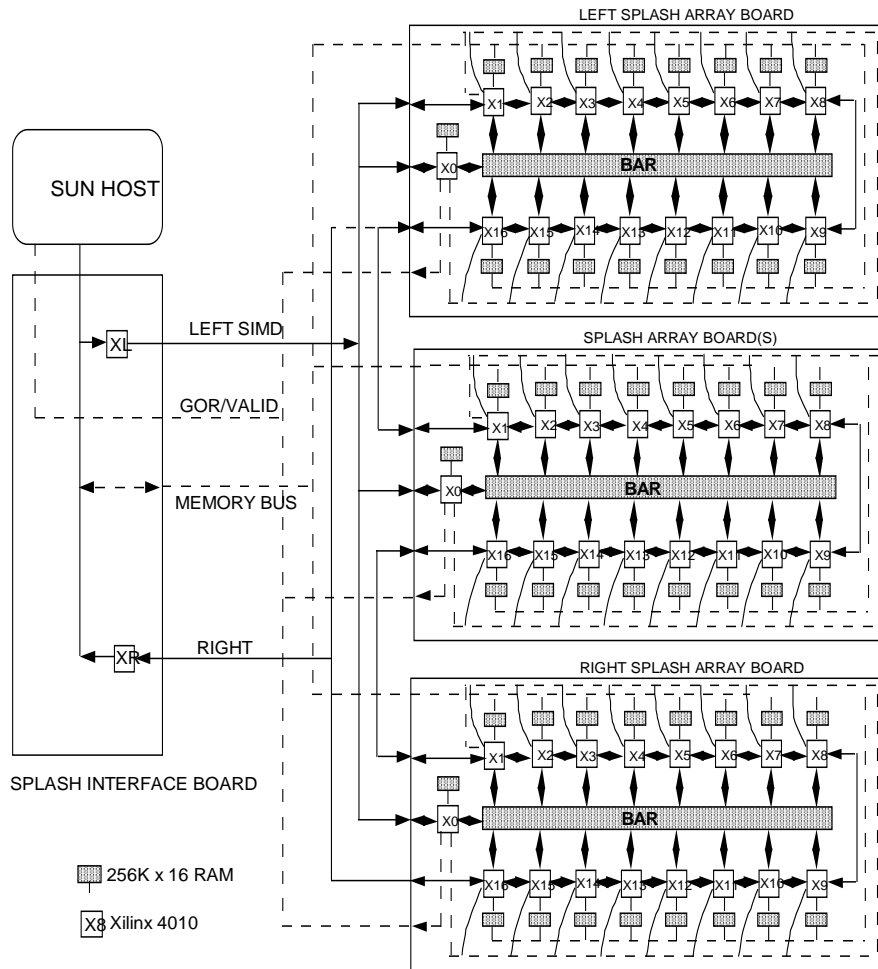 LEFT SPLASH ARRAY BOARD
X1 X2 X3 X4 X5 X6 X7 X8
X0 BAR
X16 X15 X14 X13 X12 X11 X10 X9
SUN HOST
XL LEFT SIMD
GOR/VALID
MEMORY BUS
XR RIGHT
SPLASH INTERFACE BOARD
SPLASH ARRAY BOARD(S)
X1 X2 X3 X4 X5 X6 X7 X8
X0 BAR
X16 X15 X14 X13 X12 X11 X10 X9
RIGHT SPLASH ARRAY BOARD
X1 X2 X3 X4 X5 X6 X7 X8
X0 BAR
X16 X15 X14 X13 X12 X11 X10 X9
256K x 16 RAM
X8 Xilinx 4010